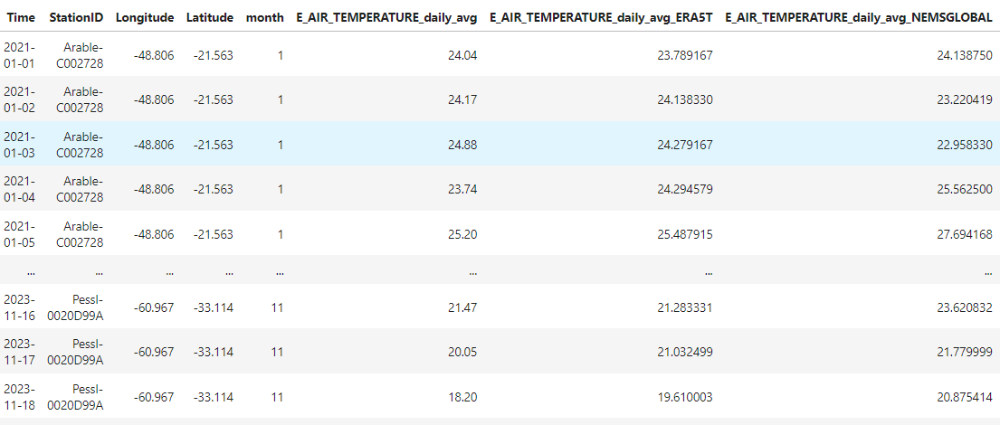 Time StationID Longitude Latitude month E_AIR_TEMPERATURE_daily_avg E_AIR_TEMPERATURE_daily_avg_ERA5T E_AIR_TEMPERATURE_daily_avg_NEMSGLOBAL
2021-01-01 Arable-C002728 -48.806 -21.563 1 24.04 23.789167 24.138750
2021-01-02 Arable-C002728 -48.806 -21.563 1 24.17 24.138330 23.220419
2021-01-03 Arable-C002728 -48.806 -21.563 1 24.88 24.279167 22.958330
2021-01-04 Arable-C002728 -48.806 -21.563 1 23.74 24.294579 25.562500
2021-01-05 Arable-C002728 -48.806 -21.563 1 25.20 25.487915 27.694168
... ... ... ... ... ... ... ...
2023-11-16 Pessl-0020D99A -60.967 -33.114 11 21.47 21.283331 23.620832
2023-11-17 Pessl-0020D99A -60.967 -33.114 11 20.05 21.032499 21.779999
2023-11-18 Pessl-0020D99A -60.967 -33.114 11 18.20 19.610003 20.875414